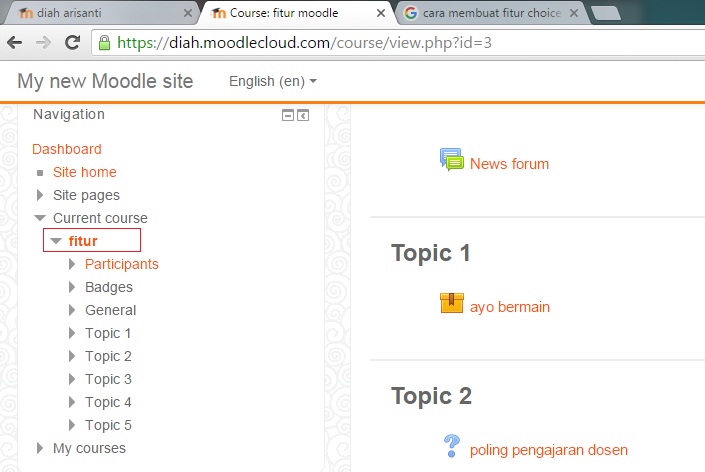 diah arisanti
Course: fitur moodle
cara membuat fitur choice
https://diah.moodlecloud.com/course/view.php?id=3
My new Moodle site
English (en)
Navigation
Dashboard
Site home
Site pages
Current course
fitur
Participants
Badges
General
Topic 1
Topic 2
Topic 3
Topic 4
Topic 5
My courses
News forum
Topic 1
ayo bermain
Topic 2
poling pengajaran dosen